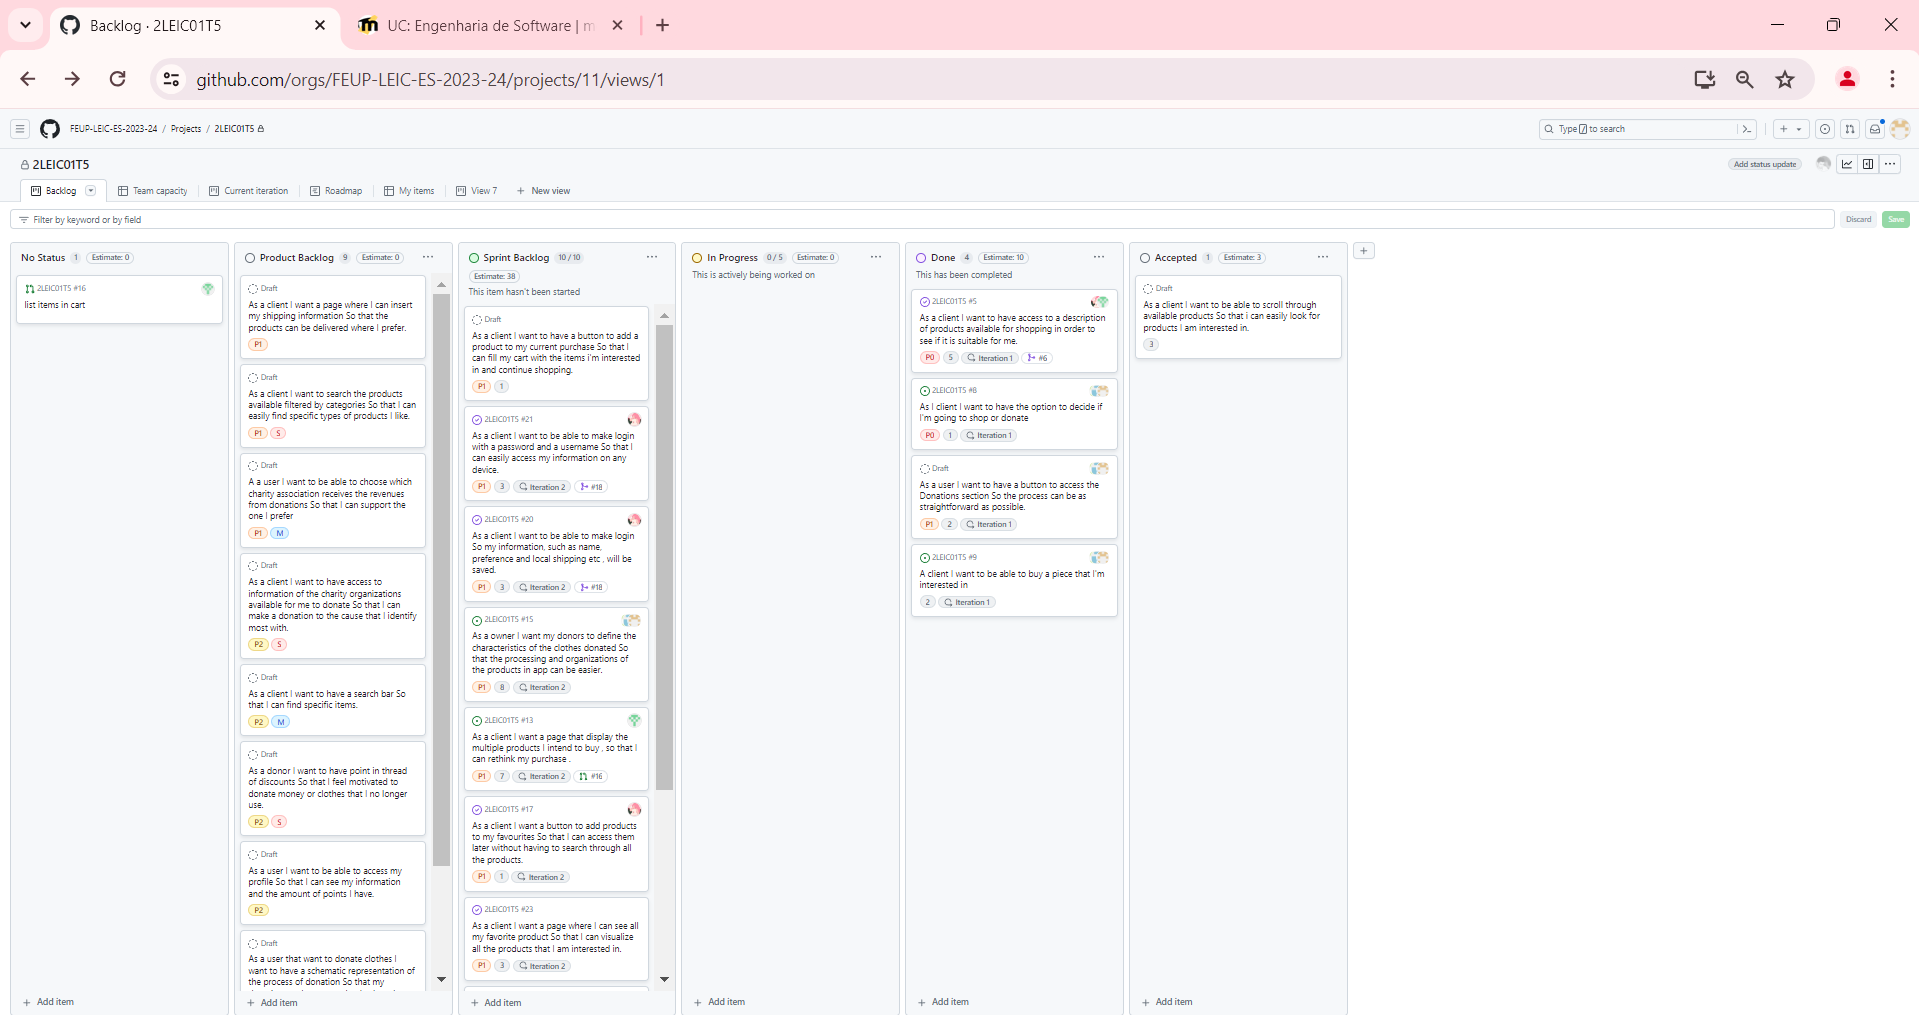 Backlog · 2LEIC01T5
UC: Engenharia de Software | m
github.com/orgs/FEUP-LEIC-ES-2023-24/projects/11/views/1
FEUP-LEIC-ES-2023-24 / Projects / 2LEIC01T5
Type / to search
2LEIC01T5
Add status update
Backlog
Team capacity
Current iteration
Roadmap
My items
View 7
New view
Filter by keyword or by field
Discard
Save
No Status 1 Estimate: 0
2LEIC01T5 #16
list items in cart
Add item
Product Backlog 9 Estimate: 0
Draft
As a client I want a page where I can insert
my shipping information So that the
products can be delivered where I prefer.
P1
Draft
As a client I want to search the products
available filtered by categories So that I can
easily find specific types of products I like.
P1 S
Draft
A a user I want to be able to choose which
charity association receives the revenues
from donations So that I can support the
one I prefer
P1 M
Draft
As a client I want to have access to
information of the charity organizations
available for me to donate So that I can
make a donation to the cause that I identify
most with.
P2 S
Draft
As a client I want to have a search bar So
that I can find specific items.
P2 M
Draft
As a donor I want to have point in thread
of discounts So that I feel motivated to
donate money or clothes that I no longer
use.
P2 S
Draft
As a user I want to be able to access my
profile So that I can see my information
and the amount of points I have.
P2
Draft
As a user that want to donate clothes I
want to have a schematic representation of
the process of donation So that my
Add item
Sprint Backlog 10 / 10
Estimate: 38
This item hasn't been started
Draft
As a client I want to have a button to add a
product to my current purchase So that I
can fill my cart with the items i'm interested
in and continue shopping.
P1 1
2LEIC01T5 #21
As a client I want to be able to make login
with a password and a username So that I
can easily access my information on any
device.
P1 3 Iteration 2 #18
2LEIC01T5 #20
As a client I want to be able to make login
So my information, such as name,
preference and local shipping etc , will be
saved.
P1 3 Iteration 2 #18
2LEIC01T5 #15
As a owner I want my donors to define the
characteristics of the clothes donated So
that the processing and organizations of
the products in app can be easier.
P1 8 Iteration 2
2LEIC01T5 #13
As a client I want a page that display the
multiple products I intend to buy , so that I
can rethink my purchase .
P1 7 Iteration 2 #16
2LEIC01T5 #17
As a client I want a button to add products
to my favourites So that I can access them
later without having to search through all
the products.
P1 1 Iteration 2
2LEIC01T5 #23
As a client I want a page where I can see all
my favorite product So that I can visualize
all the products that I am interested in.
P1 3 Iteration 2
Add item
In Progress 0 / 5 Estimate: 0
This is actively being worked on
Add item
Done 4 Estimate: 10
This has been completed
2LEIC01T5 #5
As a client I want to have access to a description
of products available for shopping in order to
see if it is suitable for me.
P0 5 Iteration 1 #6
2LEIC01T5 #8
As I client I want to have the option to decide if
I'm going to shop or donate
P0 1 Iteration 1
Draft
As a user I want to have a button to access the
Donations section So the process can be as
straightforward as possible.
P1 2 Iteration 1
2LEIC01T5 #9
A client I want to be able to buy a piece that I'm
interested in
2 Iteration 1
Add item
Accepted 1 Estimate: 3
Draft
As a client I want to be able to scroll through
available products So that i can easily look for
products I am interested in.
3
Add item